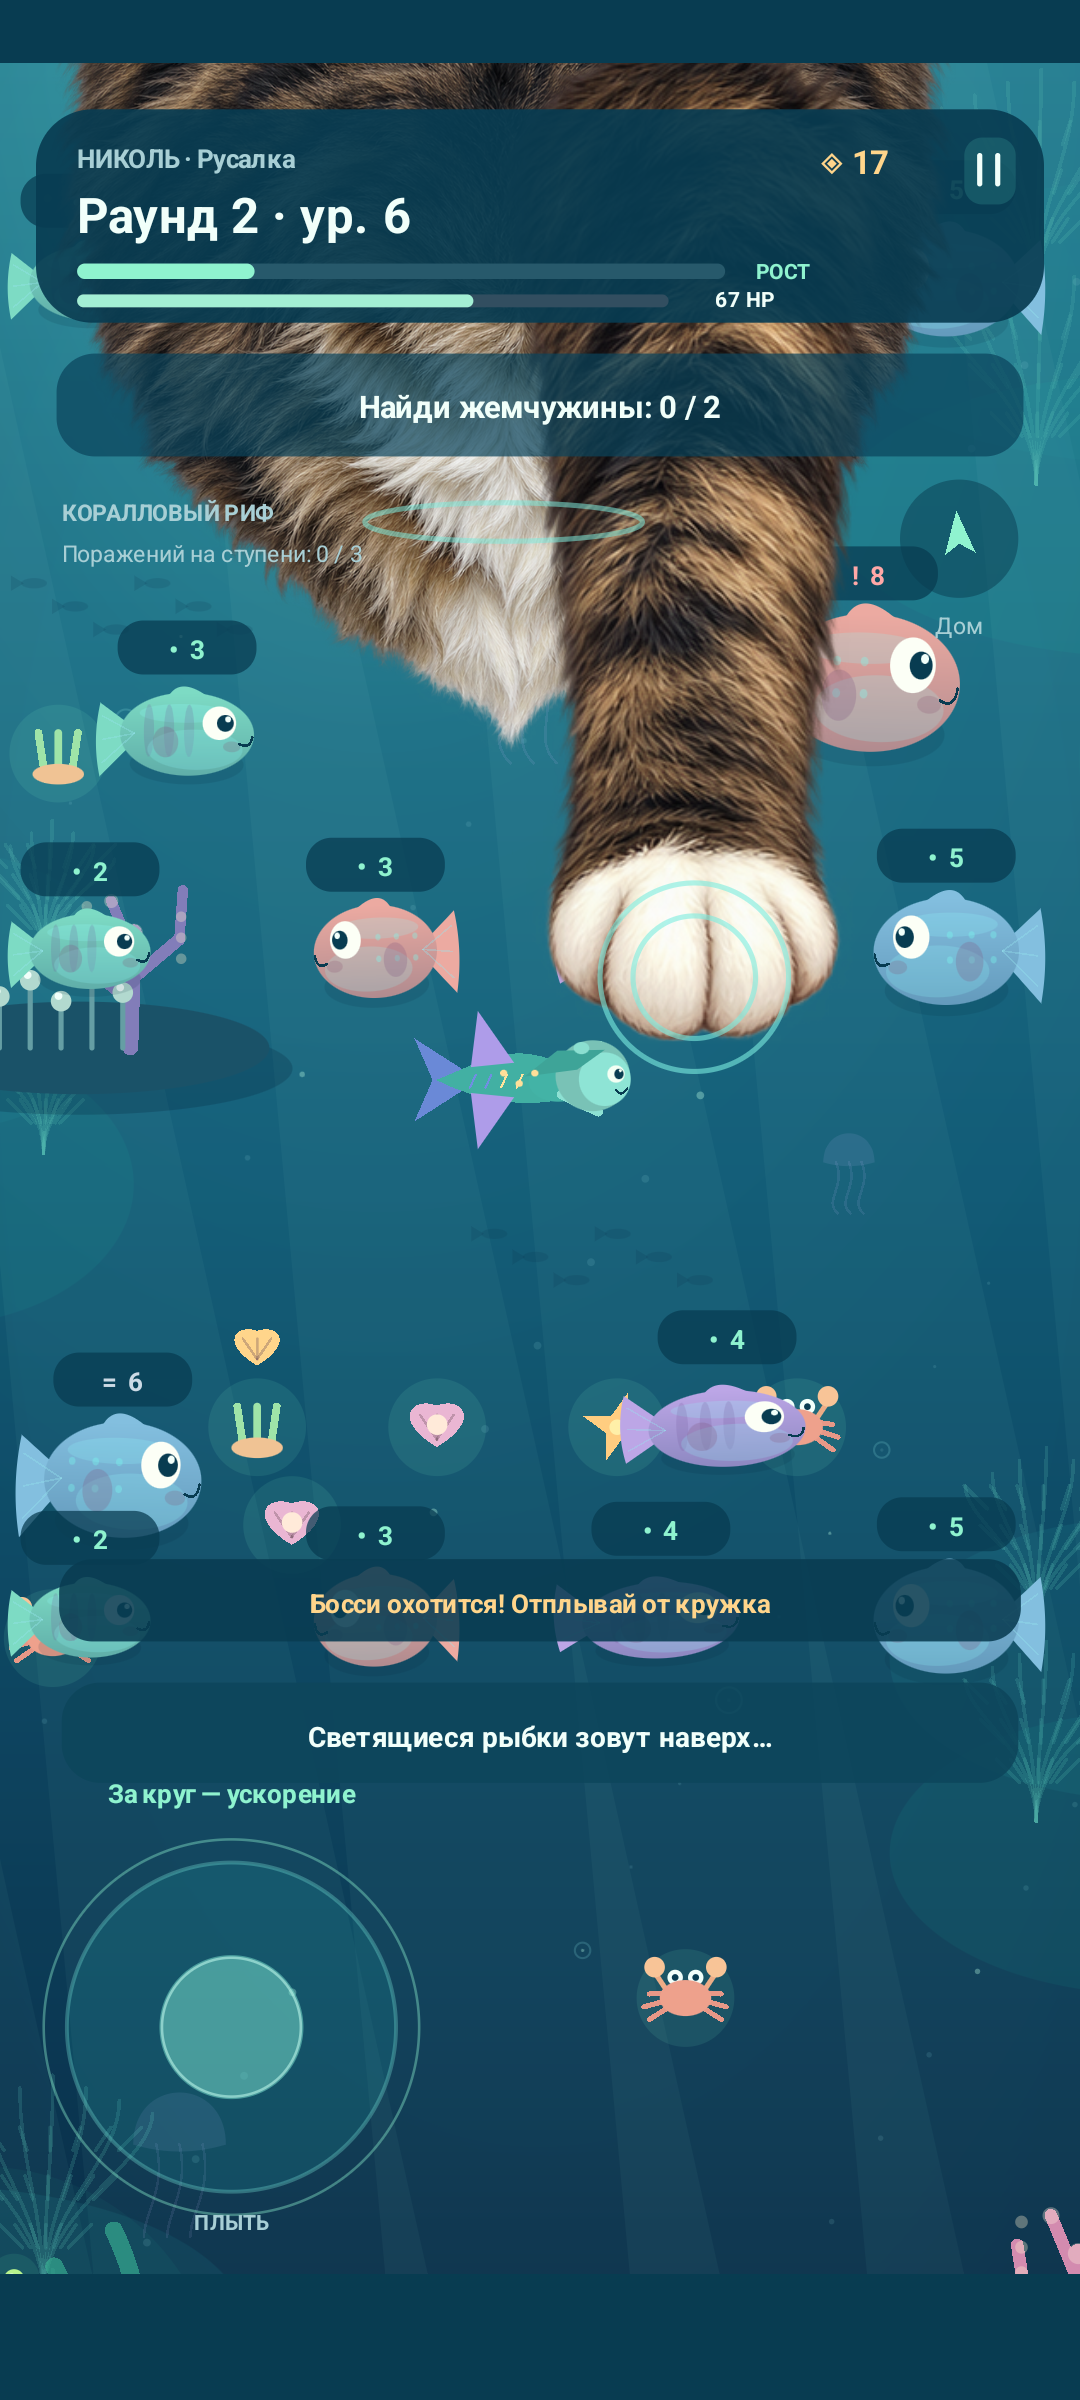 НИКОЛЬ · Русалка
17
Раунд 2 · ур. 6
РОСТ
67 HP
Найди жемчужины: 0 / 2
КОРАЛЛОВЫЙ РИФ
Поражений на ступени: 0 / 3
! 8
Дом
• 3
• 2
• 3
• 5
• 4
= 6
• 2
• 3
• 4
• 5
Босси охотится! Отплывай от кружка
Светящиеся рыбки зовут наверх...
За круг — ускорение
ПЛЫТЬ